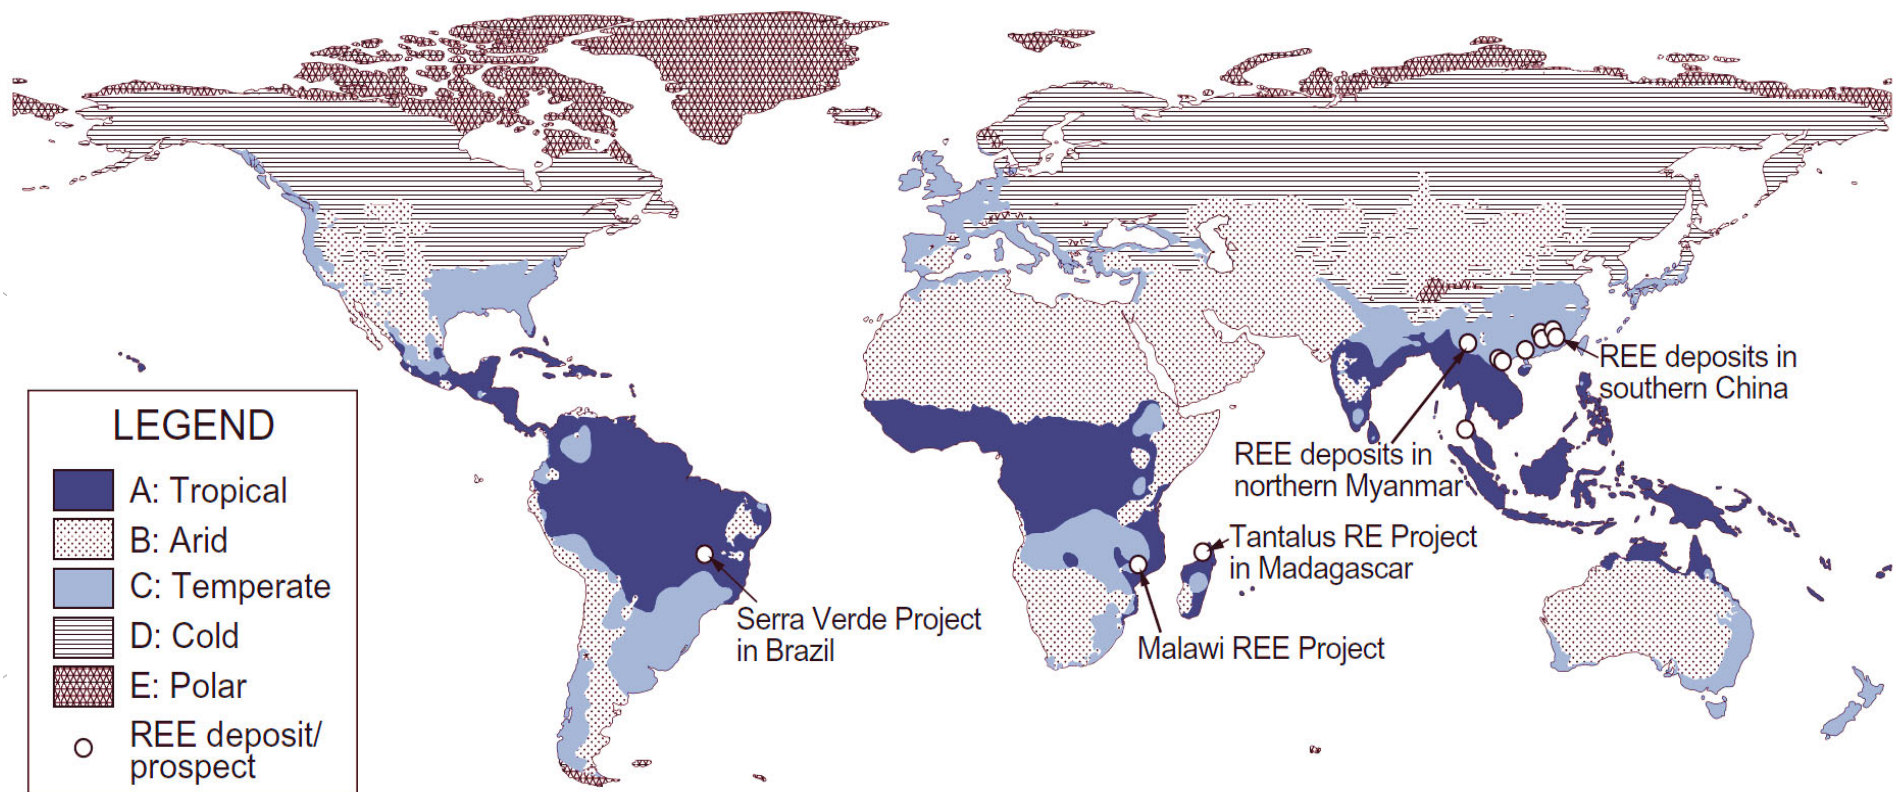 REE deposits in
southern China
REE deposits in
northern Myanmar
Tantalus RE Project
in Madagascar
Serra Verde Project
in Brazil
Malawi REE Project
LEGEND
A: Tropical
B: Arid
C: Temperate
D: Cold
E: Polar
REE deposit/
prospect